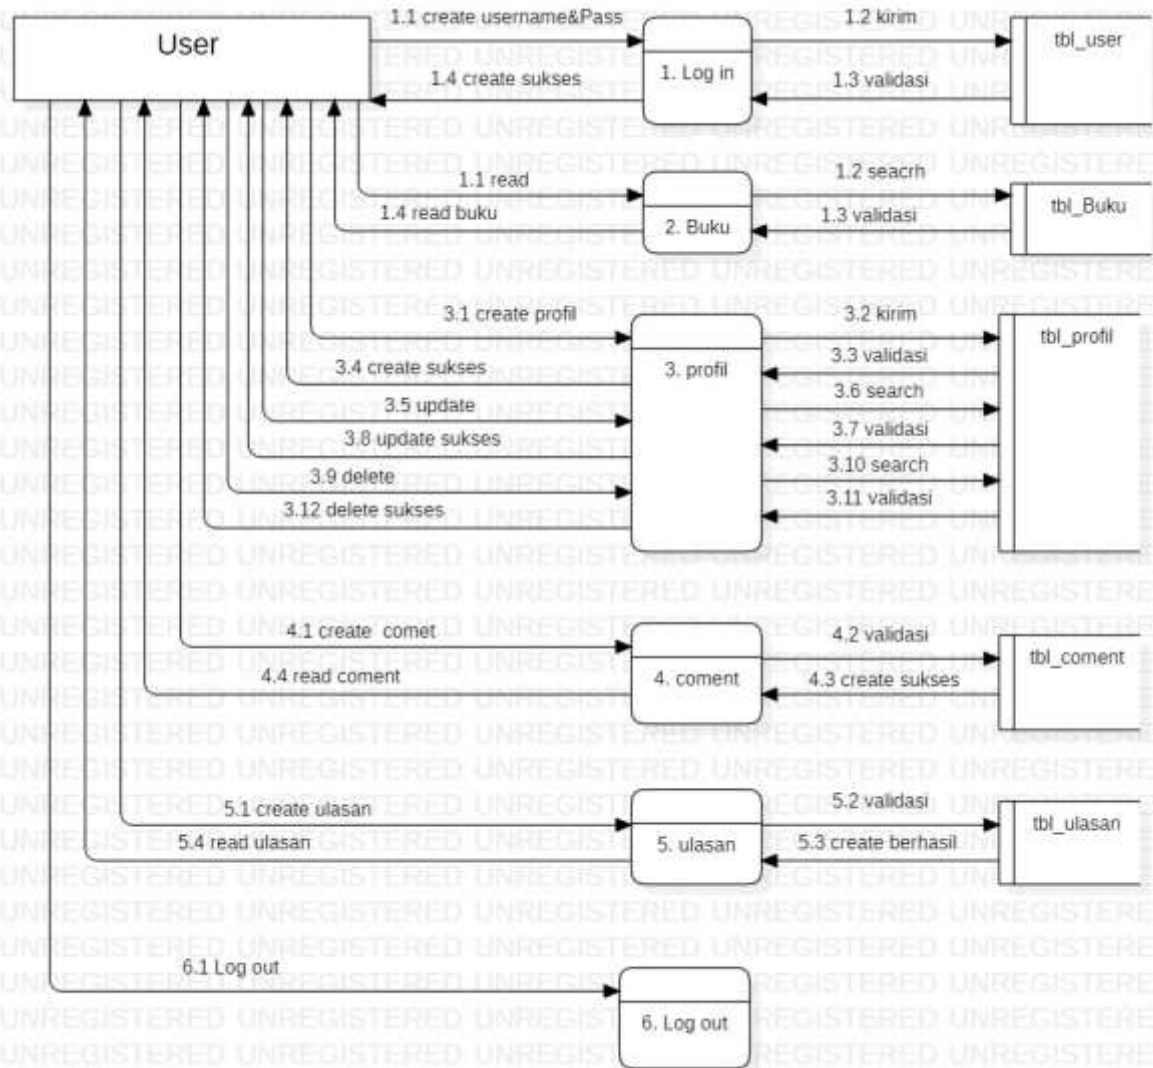 User
1.1 create username&Pass
1.2 kirim
tbl_user
1. Log in
1.4 create sukses
1.3 validasi
1.1 read
1.2 seacrh
tbl_Buku
1.4 read buku
2. Buku
1.3 validasi
3.1 create profil
3.2 kirim
tbl_profil
3.3 validasi
3.4 create sukses
3. profil
3.6 search
3.5 update
3.7 validasi
3.8 update sukses
3.10 search
3.9 delete
3.11 validasi
3.12 delete sukses
4.1 create  comet
4.2 validasi
tbl_coment
4.4 read coment
4. coment
4.3 create sukses
5.1 create ulasan
5.2 validasi
tbl_ulasan
5.4 read ulasan
5. ulasan
5.3 create berhasil
6.1 Log out
6. Log out
UNREGISTERED